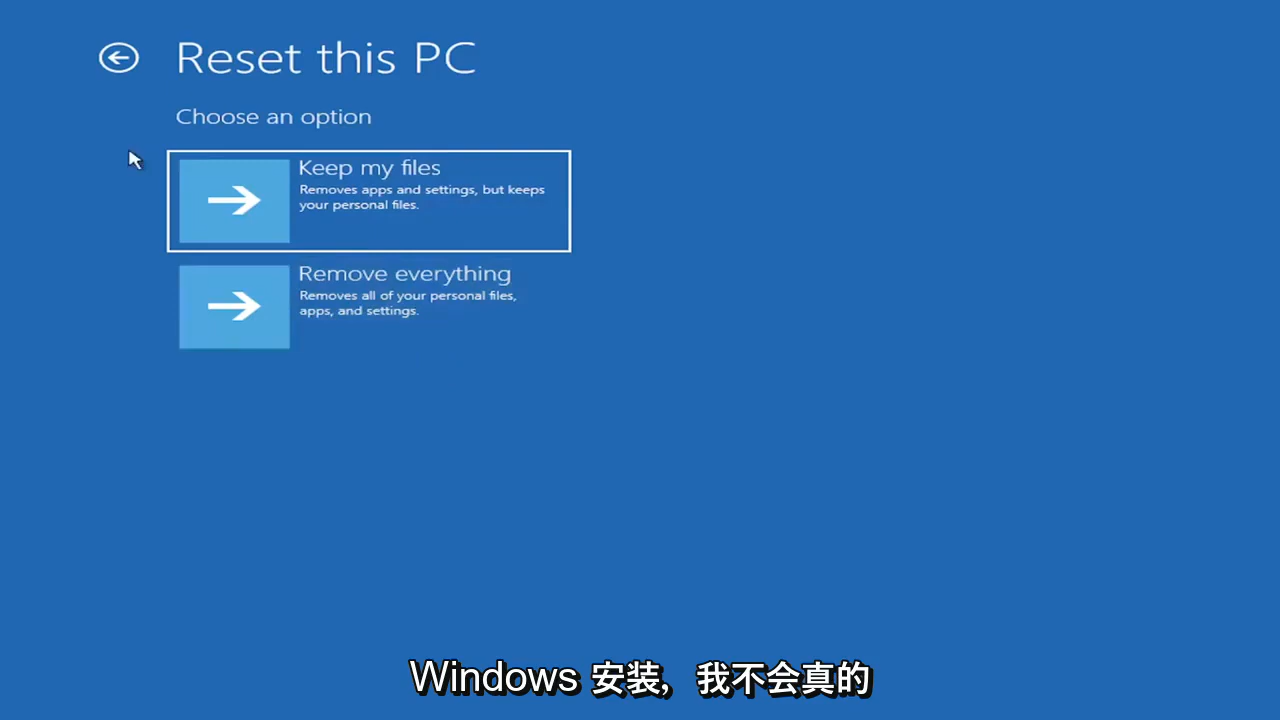 Reset this PC
Choose an option
Keep my files
Removes apps and settings, but keeps
your personal files.
Remove everything
Removes all of your personal files,
apps, and settings.
Windows 安装, 我不会真的